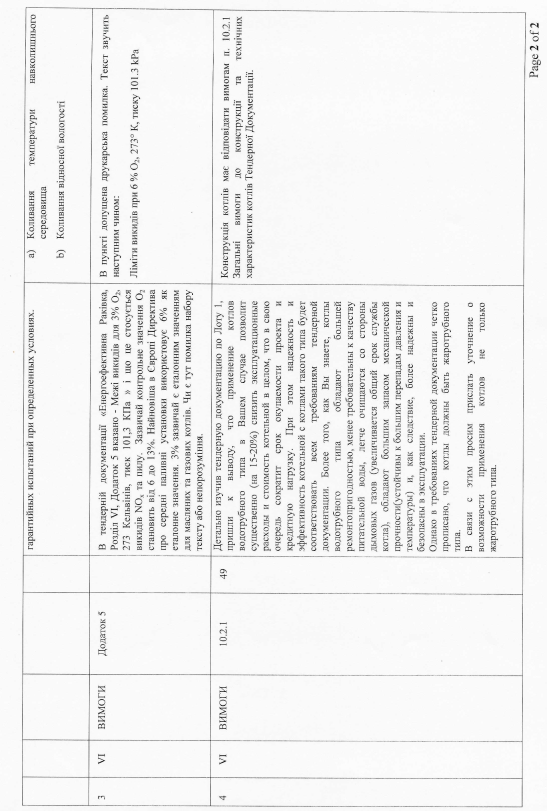 гарантийных испытания при определенных условиях.
a) Коливання температури навколишнього
середовища
b) Коливання відносної вологості
3
VI
ВИМОГИ
Додаток 5
В тендерній документації «Енергоефективна Раківка,
Розділ VI, Додаток 5 вказано - Межі викидів для 3% O₂,
273 Кельвінів, тиск 101,3 КПа » і що це стосується
викидів NOₓ та пилу. Зазвичай контрольне значення O₂
становить від 6 до 13%. Найновіша в Європі Директива
про середні паливні установки використовує 6% як
еталонне значення. 3% зазвичай є еталонним значенням
для масляних та газових котлів. Чи є тут помилка набору
тексту або непорозуміння.
В пункті допущена друкарська помилка. Текст звучить
наступним чином:
Ліміти викидів при 6 % O₂, 273° K, тиску 101.3 kPa
4
VI
ВИМОГИ
10.2.1
49
Детально изучив тендерную документацию по Лоту 1,
пришли к выводу, что применение котлов
водотрубного типа в Вашем случае позволит
существенно (на 15-20%) снизить эксплуатационные
расходы и стоимость котельной в целом, что в свою
очередь сократит срок окупаемости проекта и
кредитную нагрузку. При этом надежность и
эффективность котельной с котлами такого типа будет
соответствовать всем требованиям тендерной
документации. Более того, как Вы знаете, котлы
водотрубного типа обладают большей
ремонтопригодностью, менее требовательны к качеству
питательной воды, легче очищаются со стороны
дымовых газов (увеличивается общий срок службы
котла), обладают большим запасом механической
прочности(устойчивы к большим перепадам давления и
температуры) и, как следствие, более надежны и
безопасны в эксплуатации.
Однако в требованиях тендерной документации четко
прописано, что котлы должны быть жаротрубного
типа.
В связи с этим просим прислать уточнение о
возможности применения котлов не только
жаротрубного типа.
Конструкція котлів має відповідати вимогам п. 10.2.1
Загальні вимоги до конструкції та технічних
характеристик котлів Тендерної Документації.
Page 2 of 2